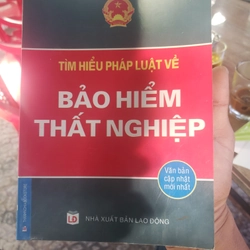 TÌM HIỂU PHÁP LUẬT VỀ
BẢO HIỂM
THẤT NGHIỆP
Văn bản
cập nhật
mới nhất
LĐ
NHÀ XUẤT BẢN LAO ĐỘNG